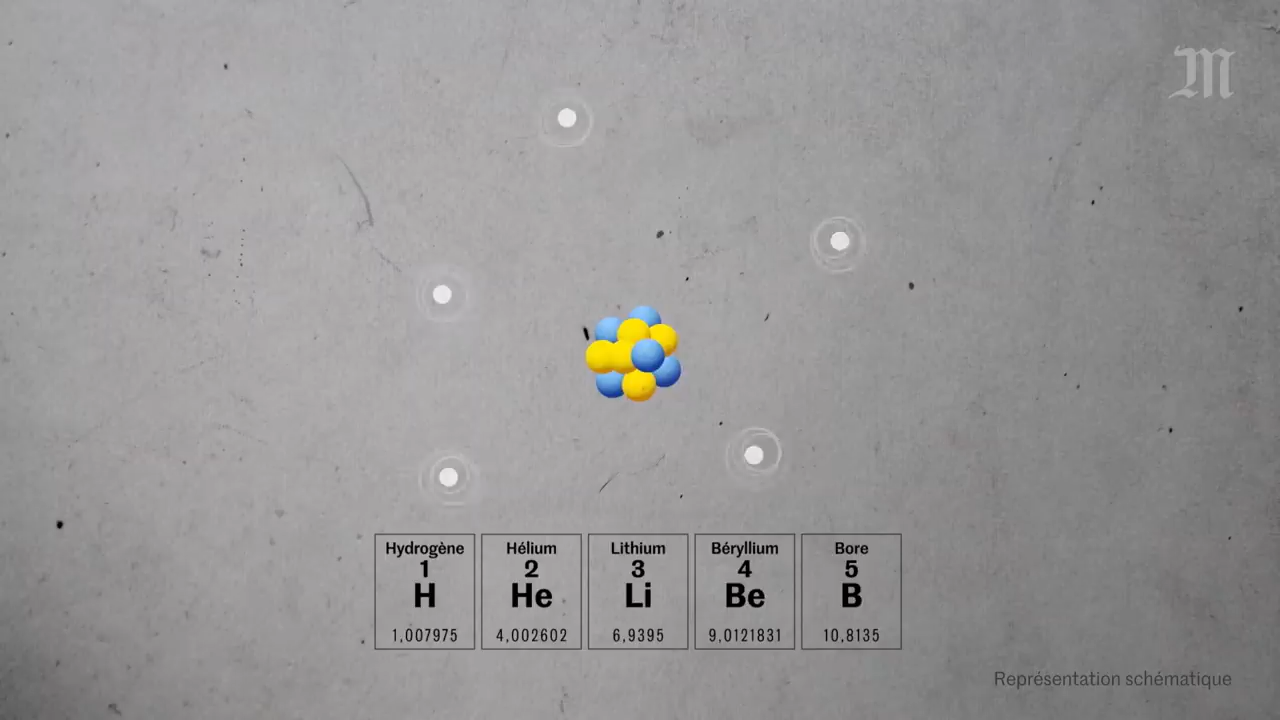 M
Hydrogène
1
H
1,007975
Hélium
2
He
4,002602
Lithium
3
Li
6,9395
Béryllium
4
Be
9,0121831
Bore
5
B
10,8135
Représentation schématique